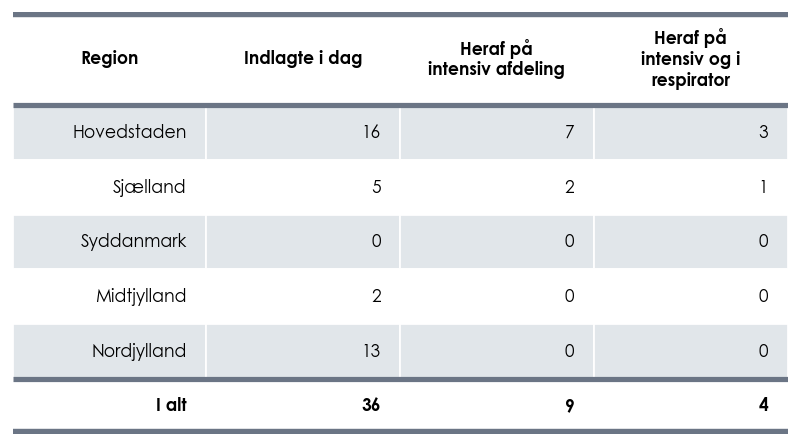 Region Indlagte i dag Heraf på intensiv afdeling Heraf på intensiv og i respirator
Hovedstaden 16 7 3
Sjælland 5 2 1
Syddanmark 0 0 0
Midtjylland 2 0 0
Nordjylland 13 0 0
I alt 36 9 4